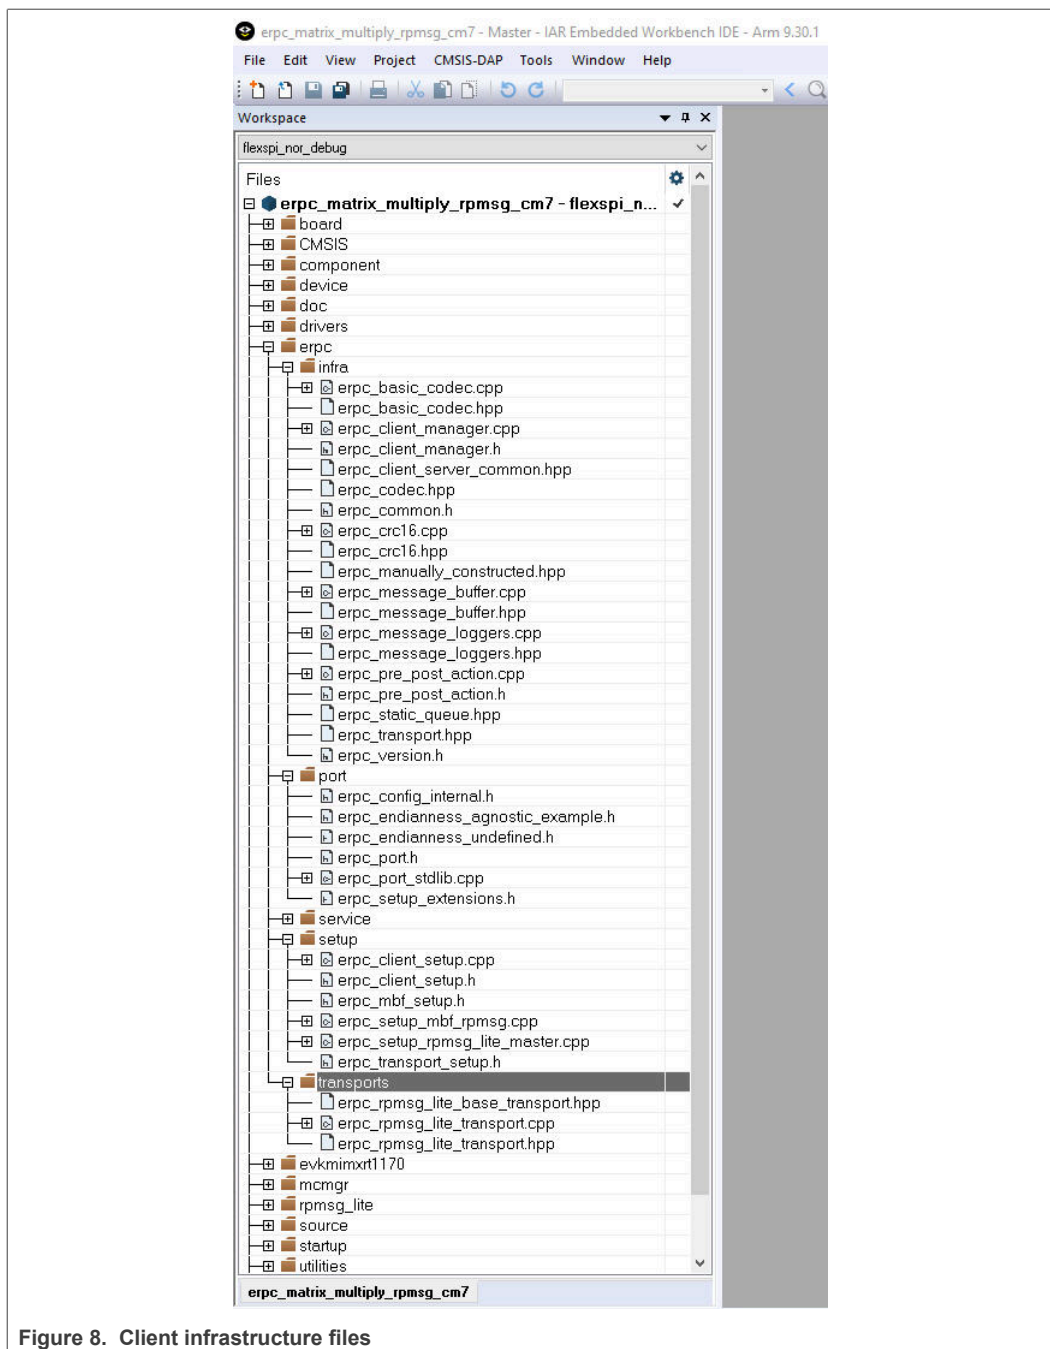 erpc_matrix_multiply_rpmsg_cm7 - Master - IAR Embedded Workbench IDE - Arm 9.30.1
File Edit View Project CMSIS-DAP Tools Window Help
Workspace
flexspi_nor_debug
Files
erpc_matrix_multiply_rpmsg_cm7 - flexspi_n...
board
CMSIS
component
device
doc
drivers
erpc
infra
erpc_basic_codec.cpp
erpc_basic_codec.hpp
erpc_client_manager.cpp
erpc_client_manager.h
erpc_client_server_common.hpp
erpc_codec.hpp
erpc_common.h
erpc_crc16.cpp
erpc_crc16.hpp
erpc_manually_constructed.hpp
erpc_message_buffer.cpp
erpc_message_buffer.hpp
erpc_message_loggers.cpp
erpc_message_loggers.hpp
erpc_pre_post_action.cpp
erpc_pre_post_action.h
erpc_static_queue.hpp
erpc_transport.hpp
erpc_version.h
port
erpc_config_internal.h
erpc_endianness_agnostic_example.h
erpc_endianness_undefined.h
erpc_port.h
erpc_port_stdlib.cpp
erpc_setup_extensions.h
service
setup
erpc_client_setup.cpp
erpc_client_setup.h
erpc_mbf_setup.h
erpc_setup_mbf_rpmsg.cpp
erpc_setup_rpmsg_lite_master.cpp
erpc_transport_setup.h
transports
erpc_rpmsg_lite_base_transport.hpp
erpc_rpmsg_lite_transport.cpp
erpc_rpmsg_lite_transport.hpp
evkmimxrt1170
mcmgr
rpmsg_lite
source
startup
utilities
erpc_matrix_multiply_rpmsg_cm7
Figure 8. Client infrastructure files